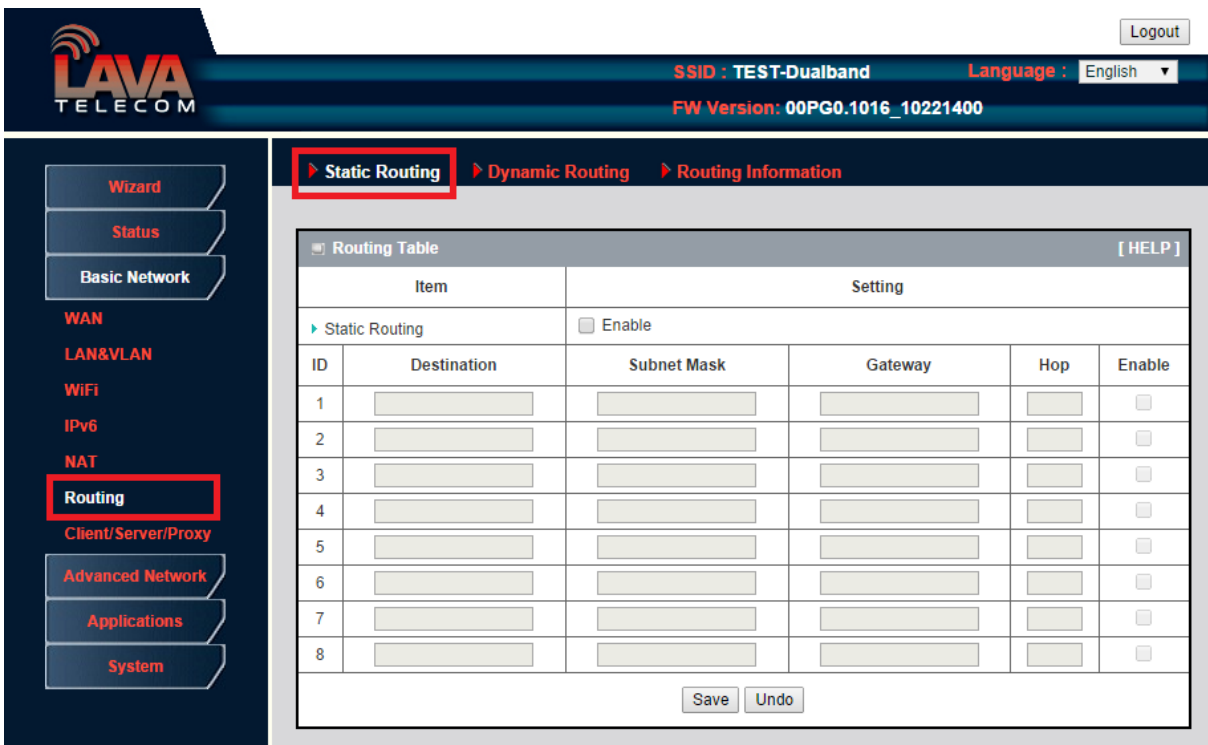 Logout
LAVA
TELECOM
SSID : TEST-Dualband Language : English
FW Version: 00PG0.1016_10221400
Static Routing Dynamic Routing Routing Information
Wizard
Status
Basic Network
WAN
LAN&VLAN
WiFi
IPv6
NAT
Routing
Client/Server/Proxy
Advanced Network
Applications
System
Routing Table [ HELP ]
Item Setting
Static Routing Enable
ID Destination Subnet Mask Gateway Hop Enable
1
2
3
4
5
6
7
8
Save Undo